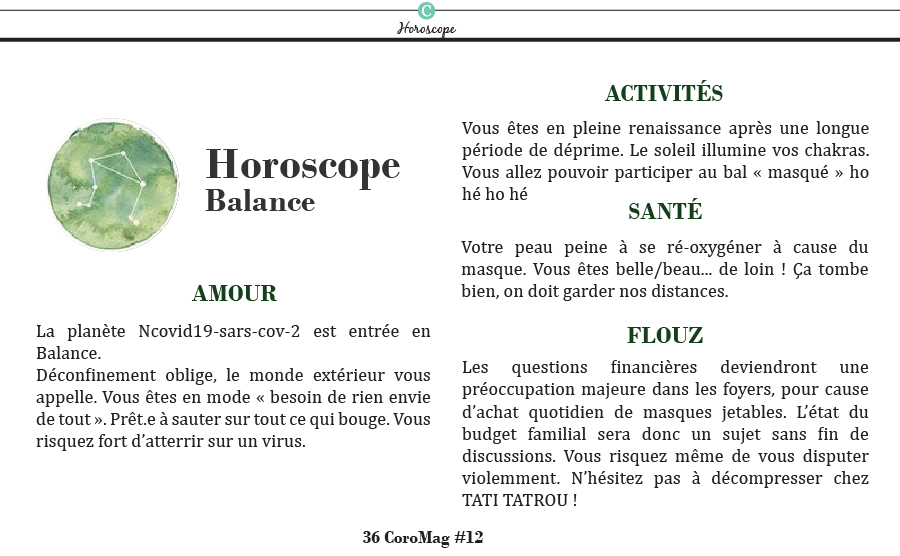 C
Horoscope
Horoscope
Balance
AMOUR
La planète Ncovid19-sars-cov-2 est entrée en
Balance.
Déconfinement oblige, le monde extérieur vous
appelle. Vous êtes en mode « besoin de rien envie
de tout ». Prêt.e à sauter sur tout ce qui bouge. Vous
risquez fort d’atterrir sur un virus.
ACTIVITÉS
Vous êtes en pleine renaissance après une longue
période de déprime. Le soleil illumine vos chakras.
Vous allez pouvoir participer au bal « masqué » ho
hé ho hé
SANTÉ
Votre peau peine à se ré-oxygéner à cause du
masque. Vous êtes belle/beau... de loin ! Ça tombe
bien, on doit garder nos distances.
FLOUZ
Les questions financières deviendront une
préoccupation majeure dans les foyers, pour cause
d’achat quotidien de masques jetables. L’état du
budget familial sera donc un sujet sans fin de
discussions. Vous risquez même de vous disputer
violemment. N’hésitez pas à décompresser chez
TATI TATROU !
36 CoroMag #12